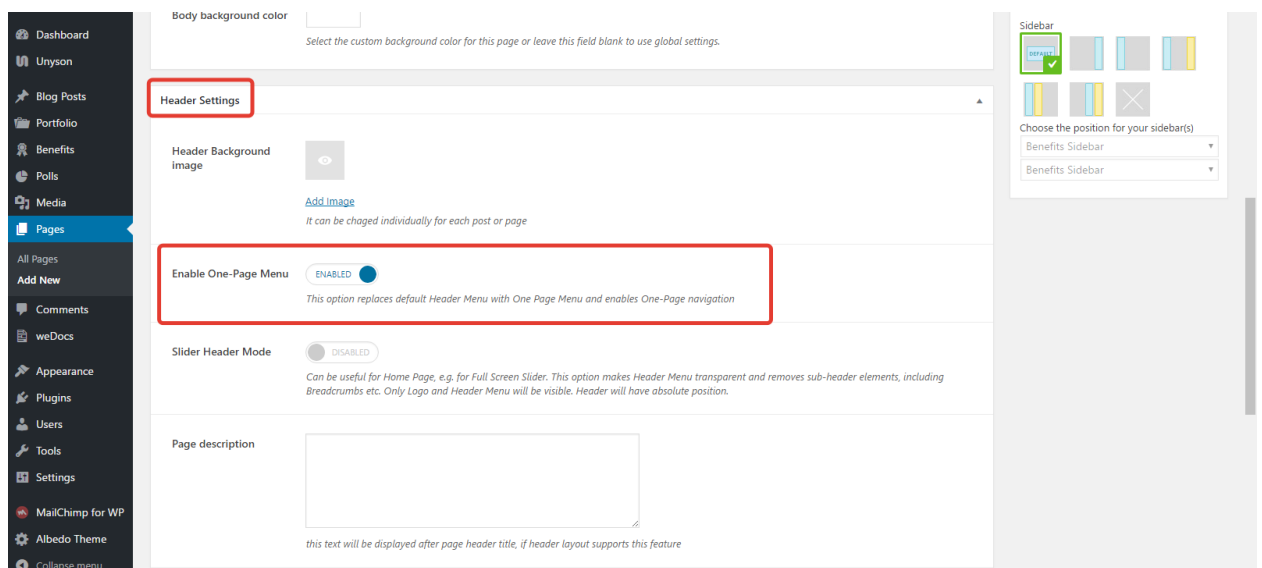 Dashboard
Unyson
Blog Posts
Portfolio
Benefits
Polls
Media
Pages
All Pages
Add New
Comments
weDocs
Appearance
Plugins
Users
Tools
Settings
MailChimp for WP
Albedo Theme
Collapse menu
Body background color
Select the custom background color for this page or leave this field blank to use global settings.
Header Settings
Header Background
image
Add Image
It can be chaged individually for each post or page
Enable One-Page Menu
ENABLED
This option replaces default Header Menu with One Page Menu and enables One-Page navigation
Slider Header Mode
DISABLED
Can be useful for Home Page, e.g. for Full Screen Slider. This option makes Header Menu transparent and removes sub-header elements, including
Breadcrumbs etc. Only Logo and Header Menu will be visible. Header will have absolute position.
Page description
this text will be displayed after page header title, if header layout supports this feature
Sidebar
DEFAULT
Choose the position for your sidebar(s)
Benefits Sidebar
Benefits Sidebar